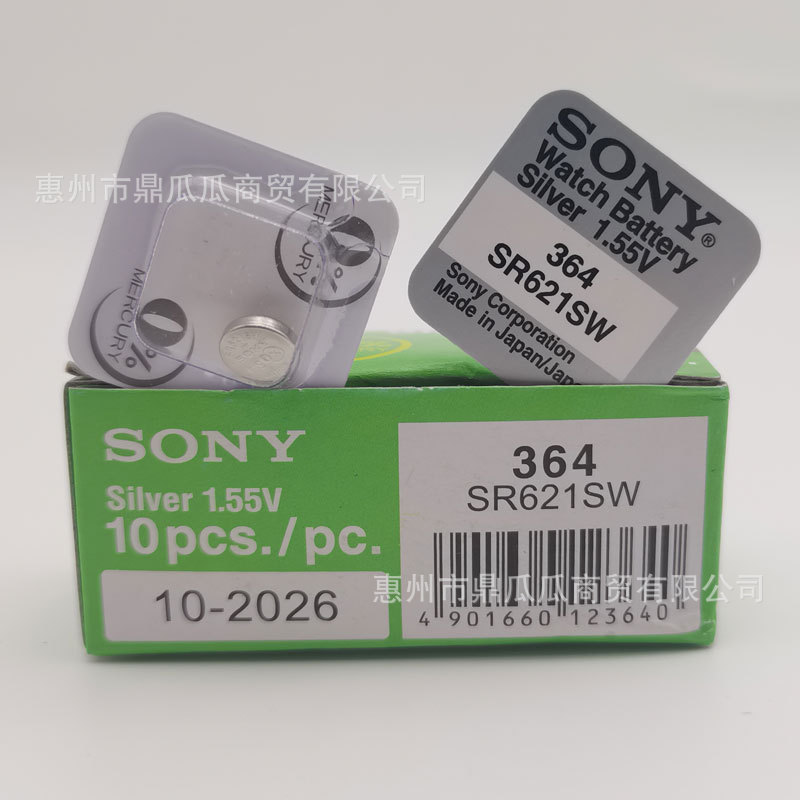 惠州市鼎瓜瓜商贸有限公司
0% MERCURY
0% MERCURY
SONY®
Watch Battery
Silver 1.55V
364
SR621SW
Sony Corporation
Made in Japan/
SONY
Silver 1.55V
10pcs./pc.
10-2026
364
SR621SW
惠州市鼎瓜瓜商贸有限公司
4 901660 123640